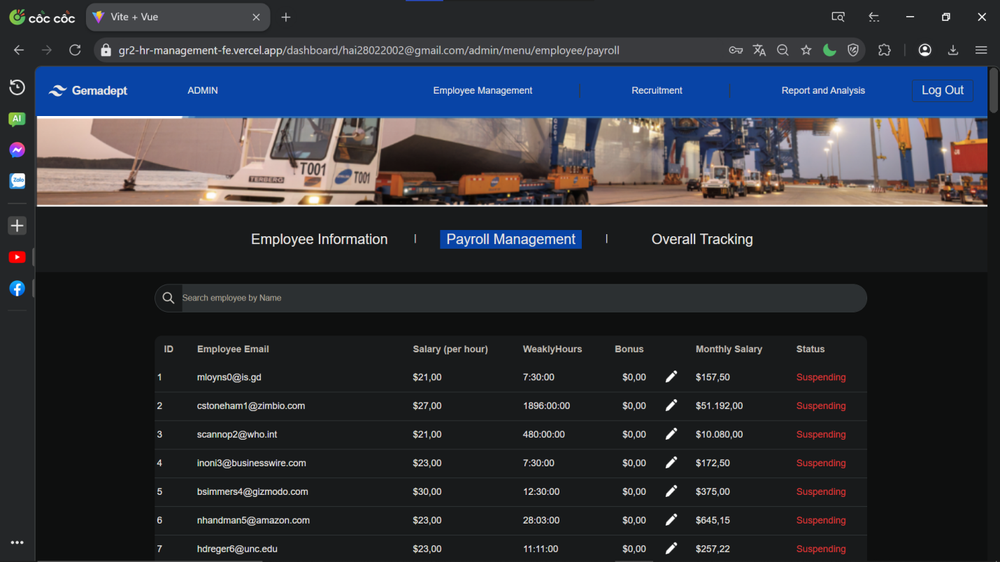 cốc cốc
Vite + Vue
gr2-hr-management-fe.vercel.app/dashboard/hai28022002@gmail.com/admin/menu/employee/payroll
AI
Zalo
Gemadept
ADMIN
Employee Management
Recruitment
Report and Analysis
Log Out
T001
TERBERG
T001
Employee Information
Payroll Management
Overall Tracking
Search employee by Name
ID Employee Email Salary (per hour) WeaklyHours Bonus Monthly Salary Status
1 mloyns0@is.gd $21,00 7:30:00 $0,00 $157,50 Suspending
2 cstoneham1@zimbio.com $27,00 1896:00:00 $0,00 $51.192,00 Suspending
3 scannop2@who.int $21,00 480:00:00 $0,00 $10.080,00 Suspending
4 inoni3@businesswire.com $23,00 7:30:00 $0,00 $172,50 Suspending
5 bsimmers4@gizmodo.com $30,00 12:30:00 $0,00 $375,00 Suspending
6 nhandman5@amazon.com $23,00 28:03:00 $0,00 $645,15 Suspending
7 hdreger6@unc.edu $23,00 11:11:00 $0,00 $257,22 Suspending